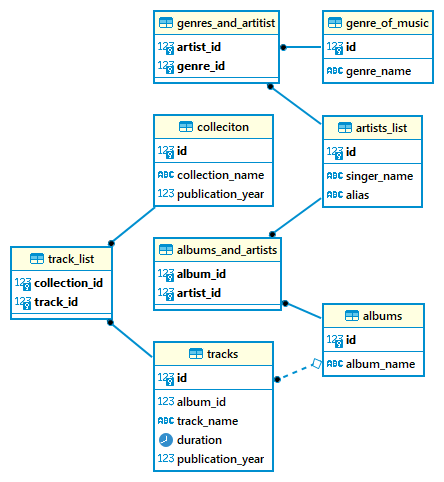 genres_and_artitist
123 artist_id
123 genre_id
genre_of_music
123 id
ABC genre_name
colleciton
123 id
ABC collection_name
123 publication_year
artists_list
123 id
ABC singer_name
ABC alias
track_list
123 collection_id
123 track_id
albums_and_artists
123 album_id
123 artist_id
albums
123 id
ABC album_name
tracks
123 id
123 album_id
ABC track_name
duration
123 publication_year